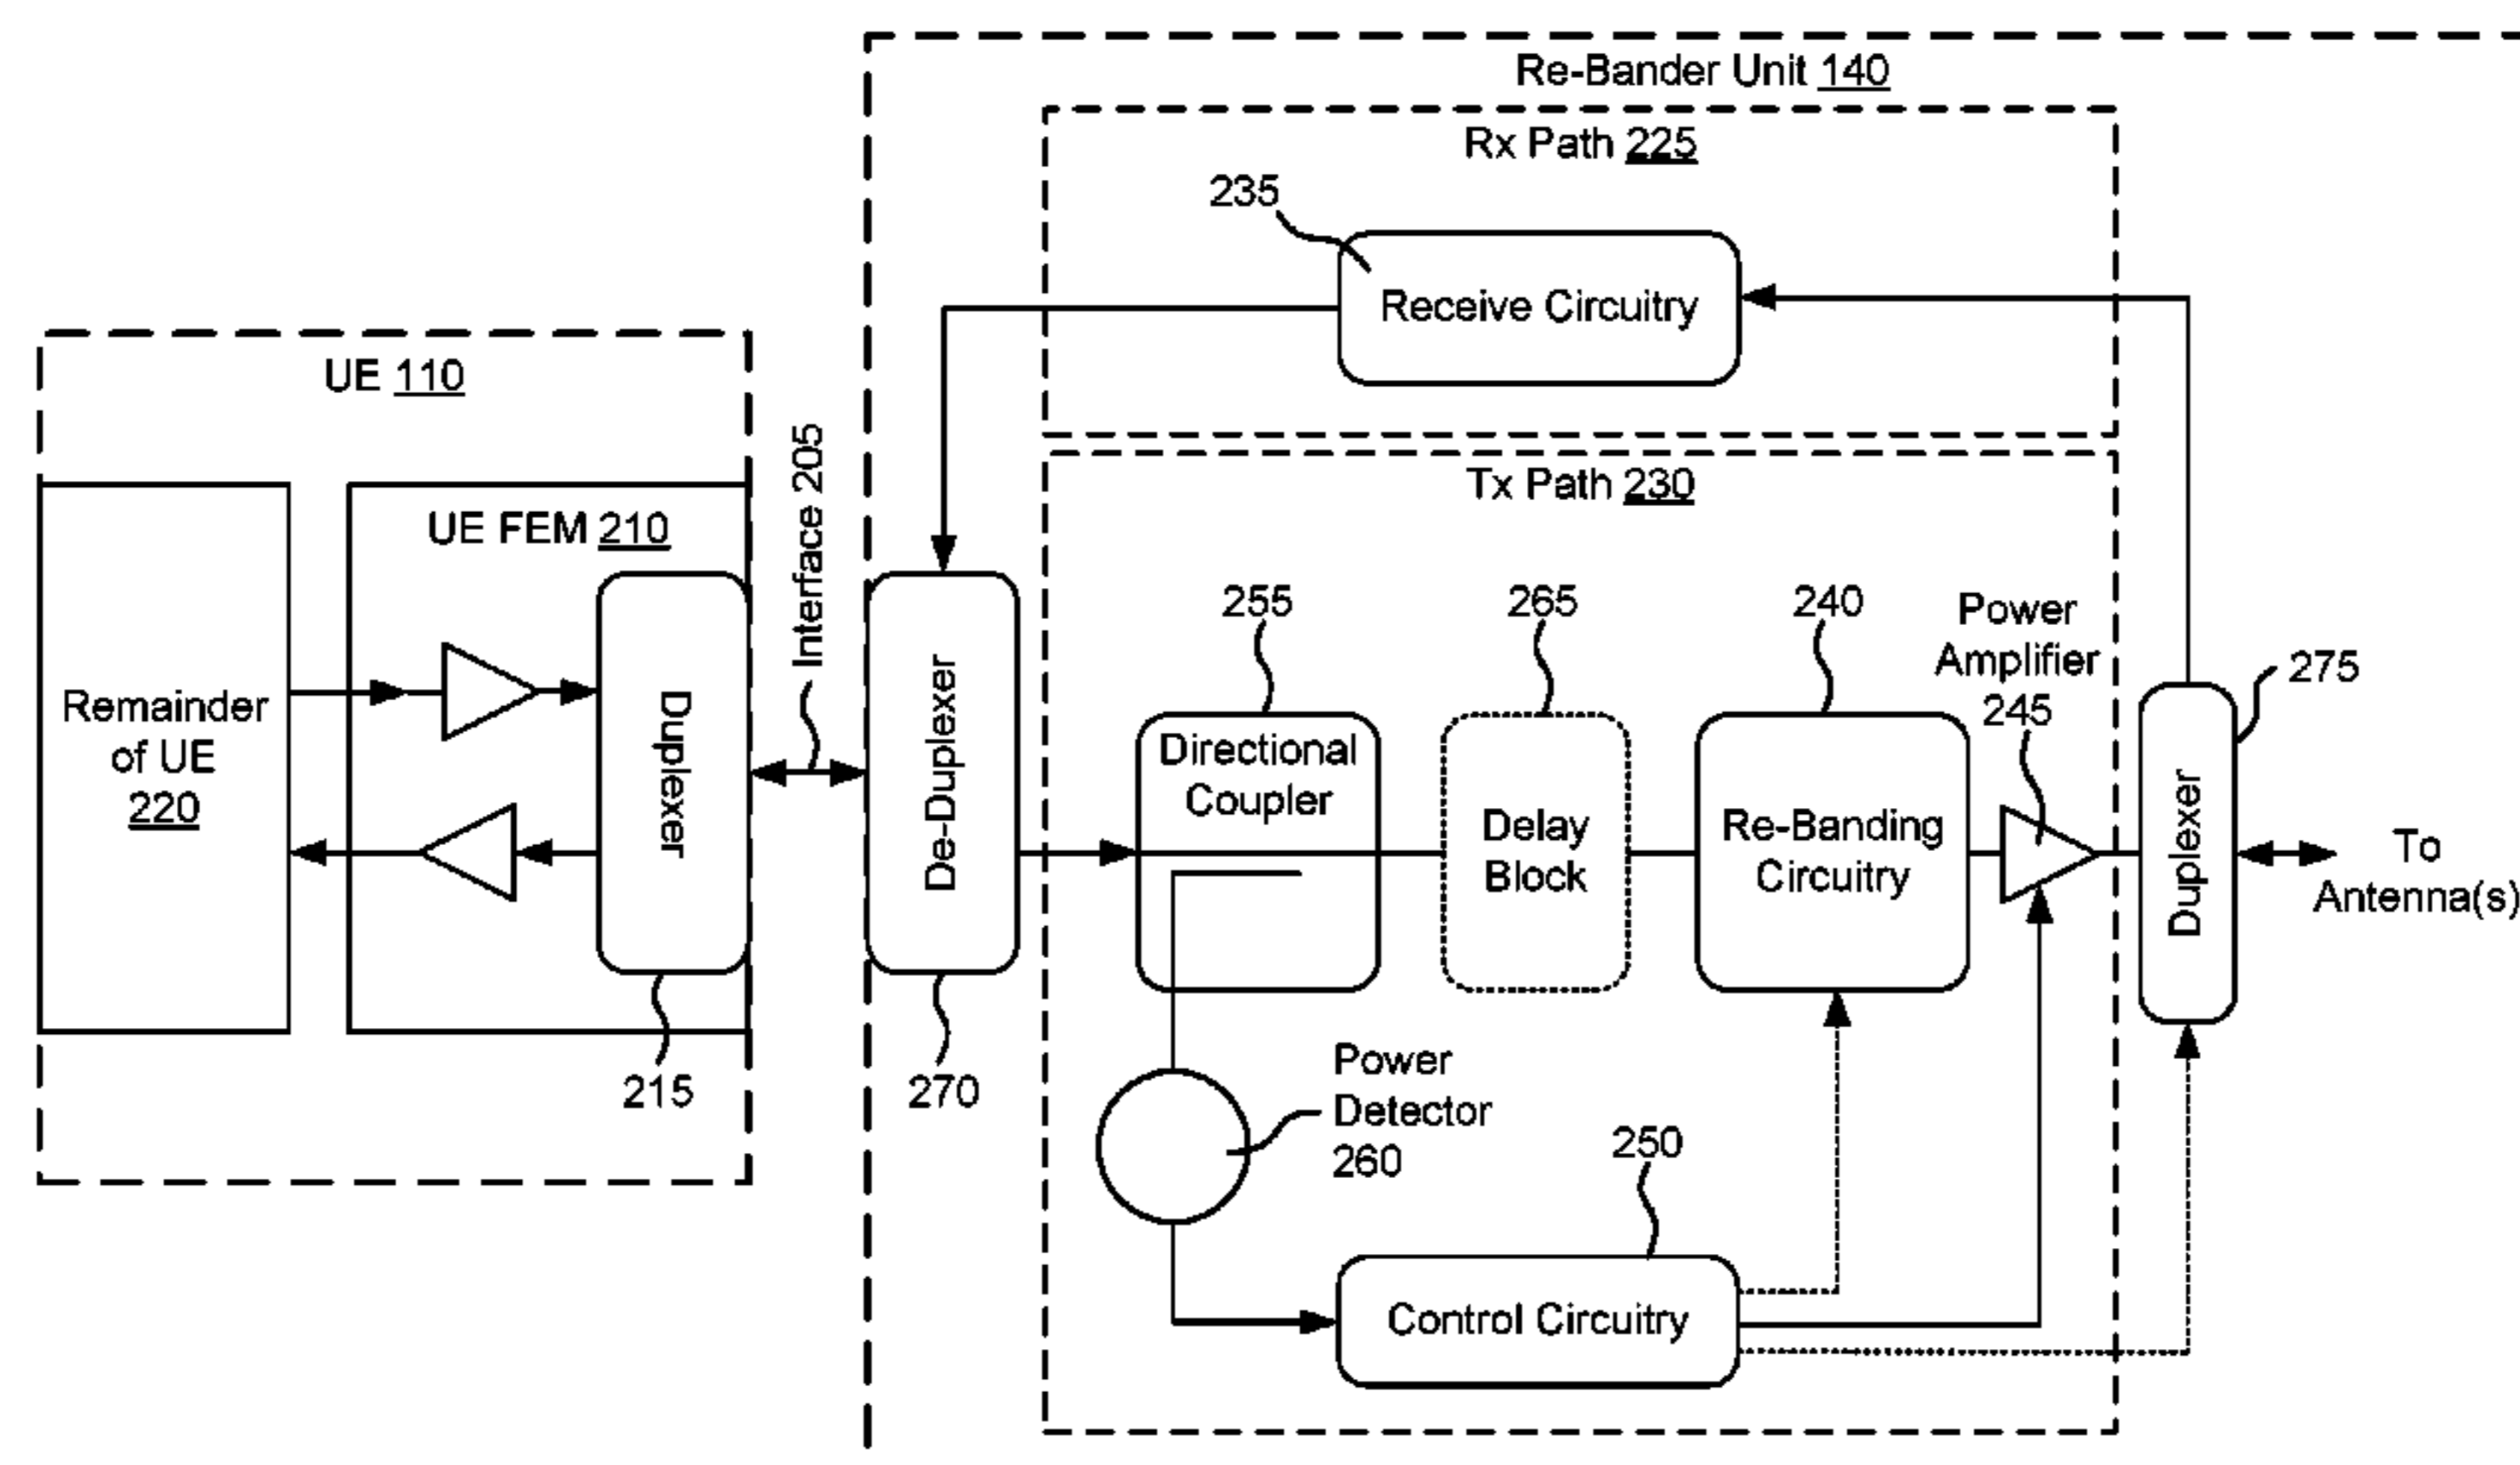 Re-Bander Unit 140
Rx Path 225
235
Receive Circuitry
UE 110
Interface 205
Tx Path 230
UE FEM 210
Remainder
of UE
220
Duplexer
215
De-Duplexer
270
255
Directional
Coupler
265
Delay
Block
240
Re-Banding
Circuitry
Power
Amplifier
245
275
Duplexer
To
Antenna(s)
Power
Detector
260
250
Control Circuitry